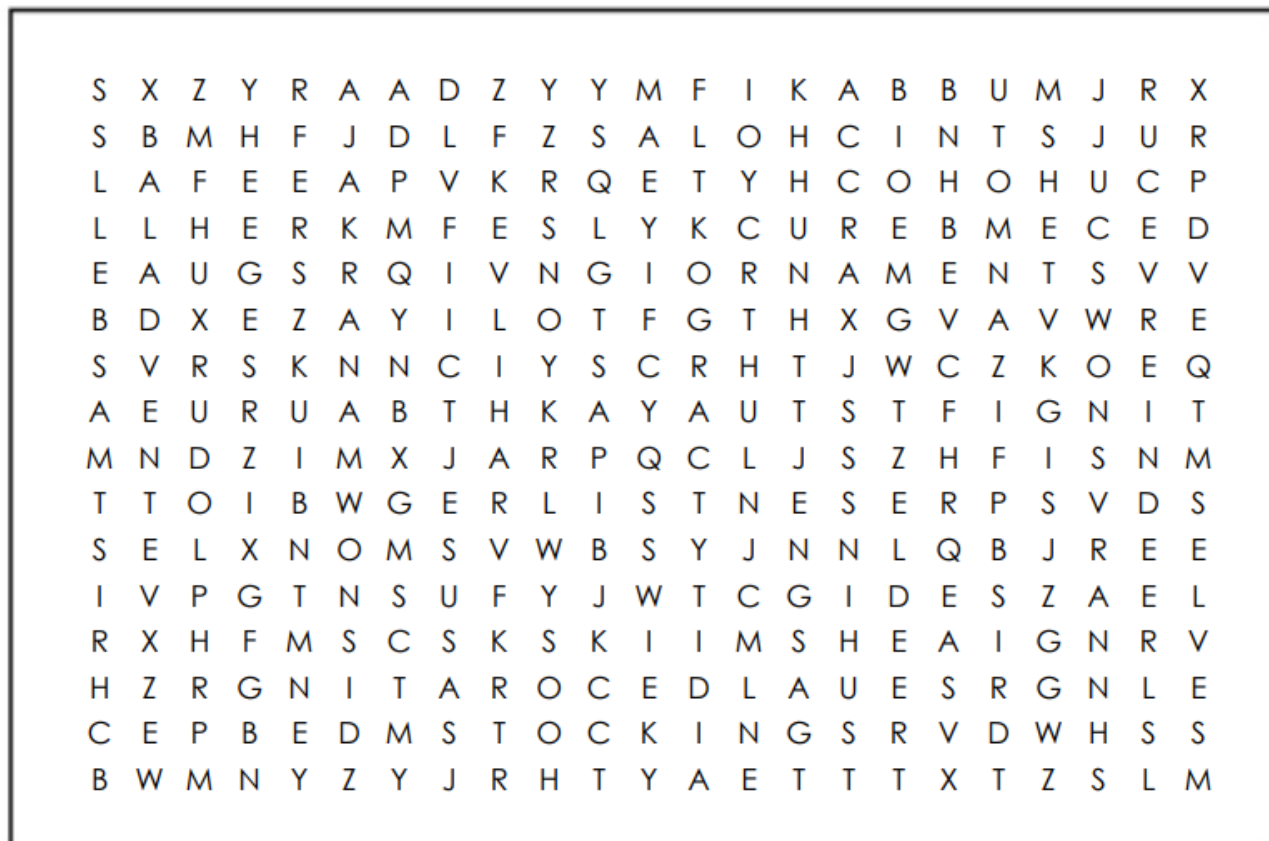 S X Z Y R A A D Z Y Y M F I K A B B U M J R X
S B M H F J D L F Z S A L O H C I N T S J U R
L A F E E A P V K R Q E T Y H C O H O H U C P
L L H E R K M F E S L Y K C U R E B M E C E D
E A U G S R Q I V N G I O R N A M E N T S V V
B D X E Z A Y I L O T F G T H X G V A V W R E
S V R S K N N C I Y S C R H T J W C Z K O E Q
A E U R U A B T H K A Y A U T S T F I G N I T
M N D Z I M X J A R P Q C L J S Z H F I S N M
T T O I B W G E R L I S T N E S E R P S V D S
S E L X N O M S V W B S Y J N N L Q B J R E E
I V P G T N S U F Y J W T C G I D E S Z A E L
R X H F M S C S K S K I I M S H E A I G N R V
H Z R G N I T A R O C E D L A U E S R G N L E
C E P B E D M S T O C K I N G S R V D W H S S
B W M N Y Z Y J R H T Y A E T T T X T Z S L M